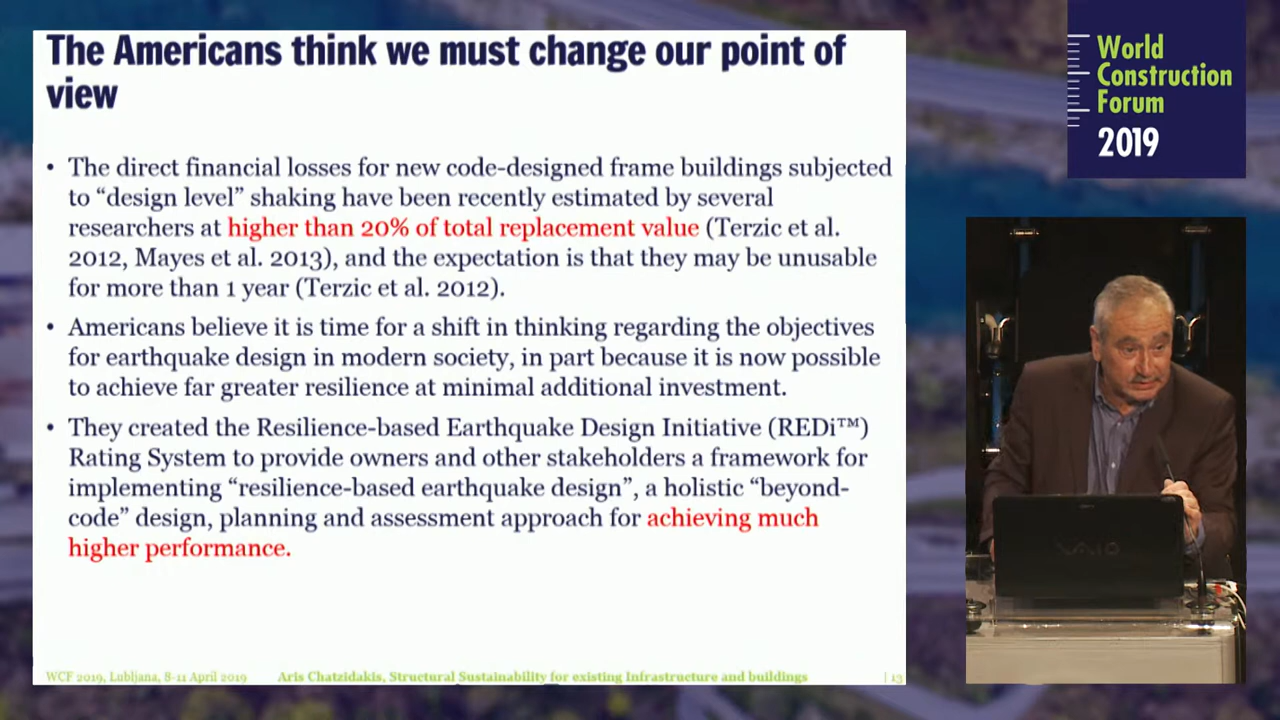 The Americans think we must change our point of
view
• The direct financial losses for new code-designed frame buildings subjected
to “design level” shaking have been recently estimated by several
researchers at higher than 20% of total replacement value (Terzic et al.
2012, Mayes et al. 2013), and the expectation is that they may be unusable
for more than 1 year (Terzic et al. 2012).
• Americans believe it is time for a shift in thinking regarding the objectives
for earthquake design in modern society, in part because it is now possible
to achieve far greater resilience at minimal additional investment.
• They created the Resilience-based Earthquake Design Initiative (REDi™)
Rating System to provide owners and other stakeholders a framework for
implementing “resilience-based earthquake design”, a holistic “beyond-
code” design, planning and assessment approach for achieving much
higher performance.
WCF 2019, Lubljana, 8-11 April 2019 Aris Chatzidakis, Structural Sustainability for existing Infrastructure and buildings | 13
World
Construction
Forum
2019
VAIO